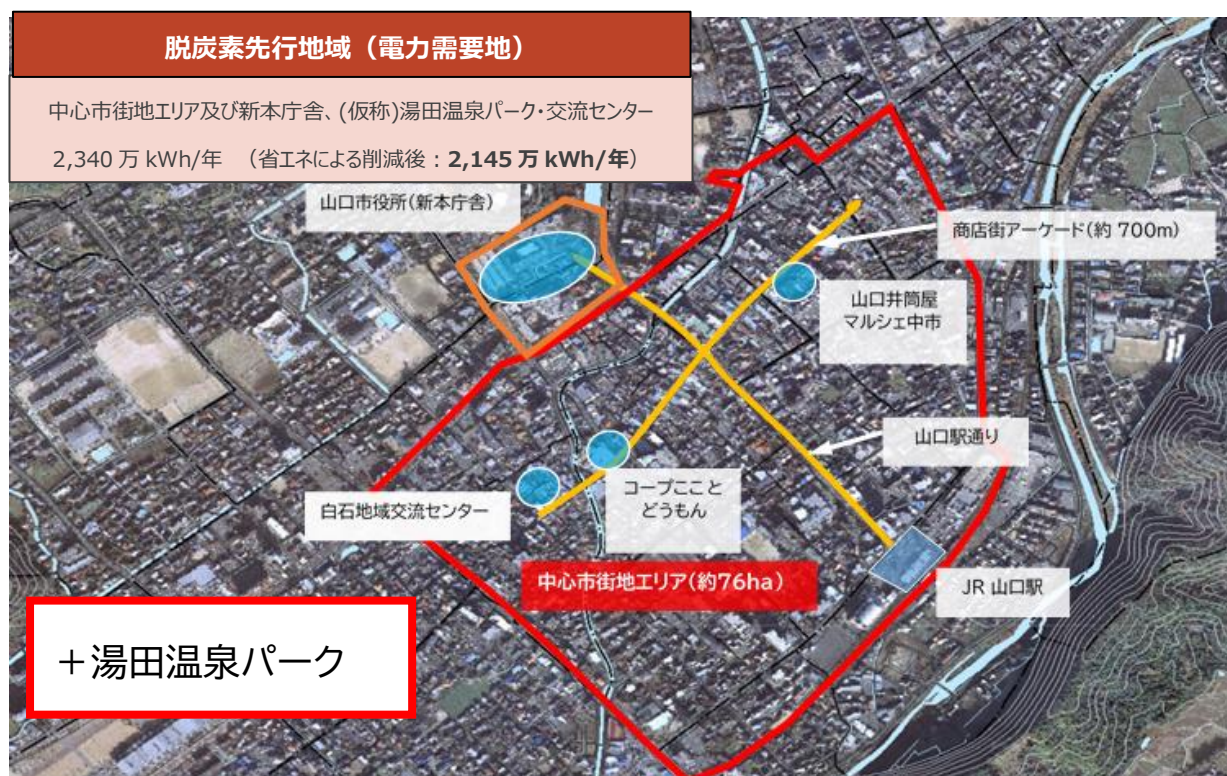 脱炭素先行地域（電力需要地）
中心市街地エリア及び新本庁舎、(仮称)湯田温泉パーク・交流センター
2,340 万 kWh/年　（省エネによる削減後：2,145 万 kWh/年）
山口市役所(新本庁舎)
商店街アーケード(約 700m)
山口井筒屋
マルシェ中市
山口駅通り
コープここと
どうもん
白石地域交流センター
中心市街地エリア(約76ha)
JR 山口駅
＋湯田温泉パーク